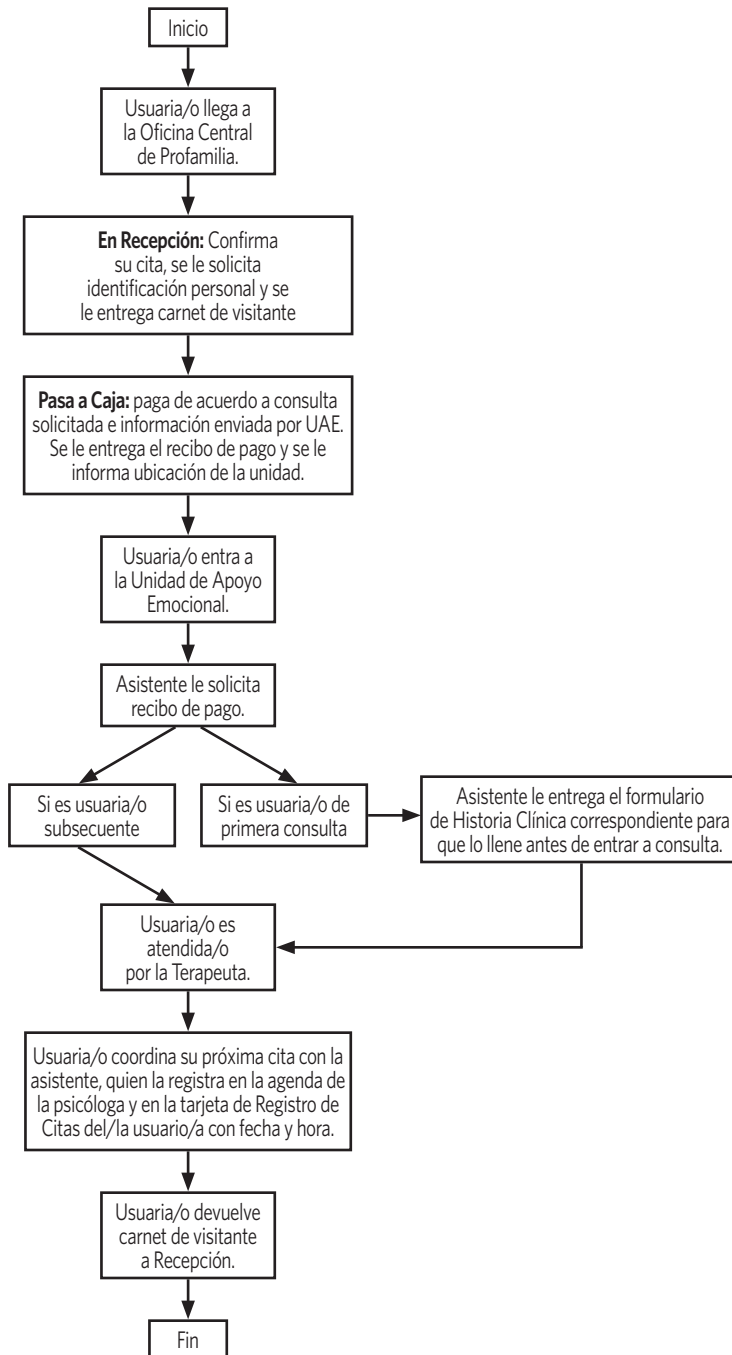 Inicio
Usuaria/o llega a
la Oficina Central
de Profamilia.
En Recepción: Confirma
su cita, se le solicita
identificación personal y se
le entrega carnet de visitante
Pasa a Caja: paga de acuerdo a consulta
solicitada e información enviada por UAE.
Se le entrega el recibo de pago y se le
informa ubicación de la unidad.
Usuaria/o entra a
la Unidad de Apoyo
Emocional.
Asistente le solicita
recibo de pago.
Si es usuaria/o
subsecuente
Si es usuaria/o de
primera consulta
Asistente le entrega el formulario
de Historia Clínica correspondiente para
que lo llene antes de entrar a consulta.
Usuaria/o es
atendida/o
por la Terapeuta.
Usuaria/o coordina su próxima cita con la
asistente, quien la registra en la agenda de
la psicóloga y en la tarjeta de Registro de
Citas del/la usuario/a con fecha y hora.
Usuaria/o devuelve
carnet de visitante
a Recepción.
Fin